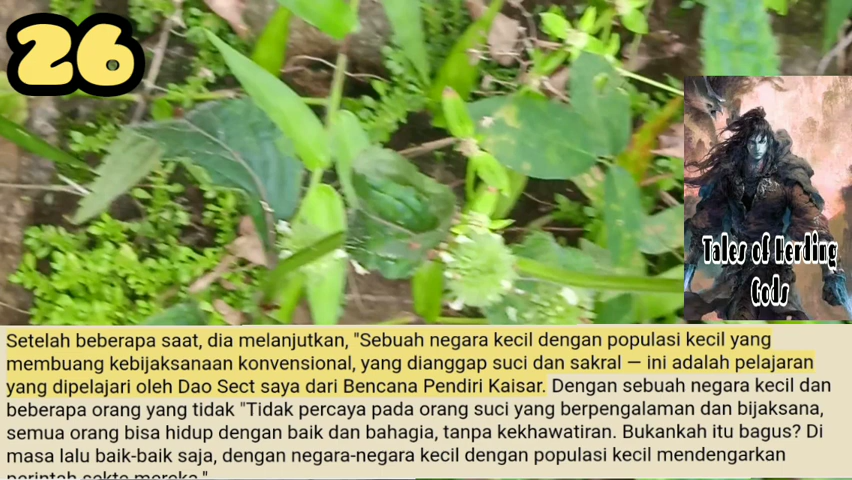 26
Tales of Herding
Gods
Setelah beberapa saat, dia melanjutkan, "Sebuah negara kecil dengan populasi kecil yang
membuang kebijaksanaan konvensional, yang dianggap suci dan sakral — ini adalah pelajaran
yang dipelajari oleh Dao Sect saya dari Bencana Pendiri Kaisar. Dengan sebuah negara kecil dan
beberapa orang yang tidak "Tidak percaya pada orang suci yang berpengalaman dan bijaksana,
semua orang bisa hidup dengan baik dan bahagia, tanpa kekhawatiran. Bukankah itu bagus? Di
masa lalu baik-baik saja, dengan negara-negara kecil dengan populasi kecil mendengarkan
perintah sekte mereka."